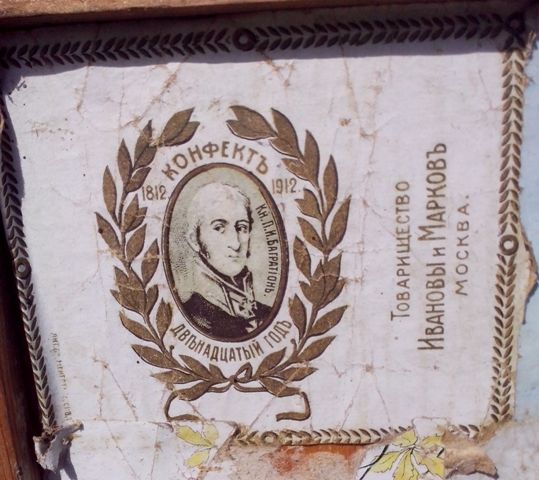 КОНФЕКТЪ
1812 1912.
КН. П. И. БАГРАТІОНЪ
ДВѢНАДЦАТЫЙ ГОДЪ
ТОВАРИЩЕСТВО
ИВАНОВЫ И МАРКОВЪ
МОСКВА.